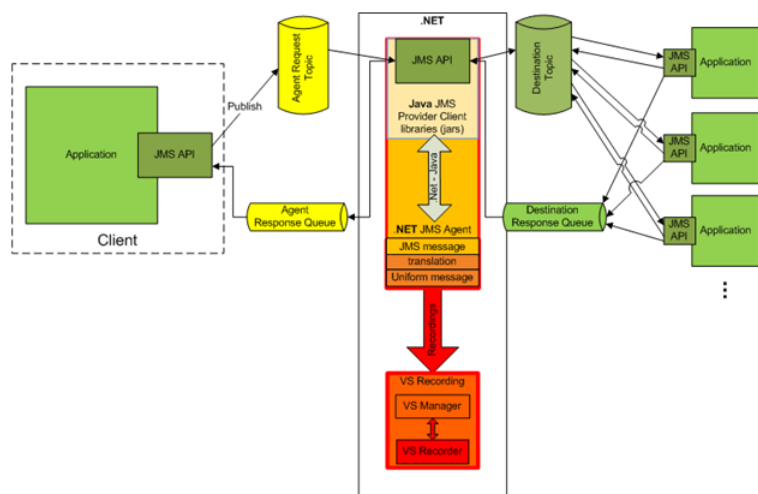 .NET
Agent Request
Topic
JMS API
Destination
Topic
JMS
API
Application
Publish
Application
JMS API
Java JMS
Provider Client
libraries (jars)
JMS
API
Application
.Net - Java
Agent
Response Queue
Destination
Response Queue
JMS
API
Application
Client
.NET JMS Agent
JMS message
translation
Uniform message
...
Recordings
VS Recording
VS Manager
VS Recorder